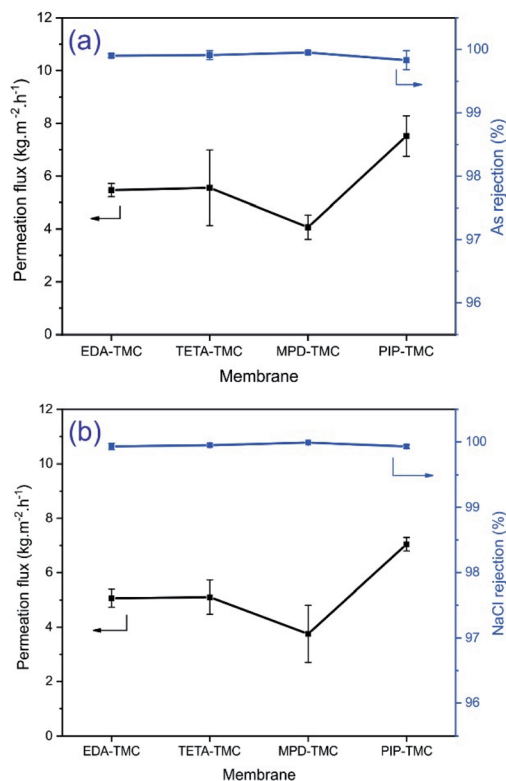 (a)
12
10
8
6
4
2
0
Permeation flux (kg.m⁻².h⁻¹)
100
99
98
97
96
As rejection (%)
EDA-TMC TETA-TMC MPD-TMC PIP-TMC
Membrane
(b)
12
10
8
6
4
2
0
Permeation flux (kg.m⁻².h⁻¹)
100
99
98
97
96
NaCl rejection (%)
EDA-TMC TETA-TMC MPD-TMC PIP-TMC
Membrane